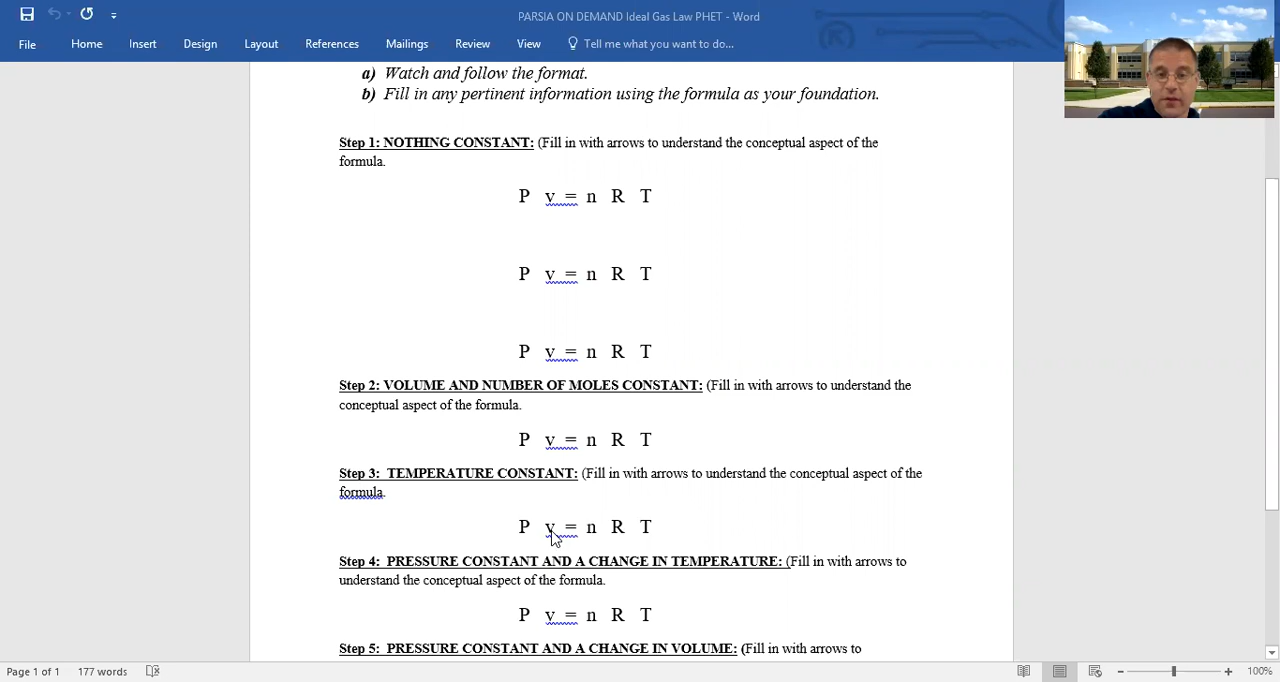 PARSIA ON DEMAND Ideal Gas Law PHET - Word
File Home Insert Design Layout References Mailings Review View Tell me what you want to do...
a) Watch and follow the format.
b) Fill in any pertinent information using the formula as your foundation.
Step 1: NOTHING CONSTANT: (Fill in with arrows to understand the conceptual aspect of the
formula.
P v = n R T
P v = n R T
P v = n R T
Step 2: VOLUME AND NUMBER OF MOLES CONSTANT: (Fill in with arrows to understand the
conceptual aspect of the formula.
P v = n R T
Step 3: TEMPERATURE CONSTANT: (Fill in with arrows to understand the conceptual aspect of the
formula.
P v = n R T
Step 4: PRESSURE CONSTANT AND A CHANGE IN TEMPERATURE: (Fill in with arrows to
understand the conceptual aspect of the formula.
P v = n R T
Step 5: PRESSURE CONSTANT AND A CHANGE IN VOLUME: (Fill in with arrows to
Page 1 of 1 177 words 100%